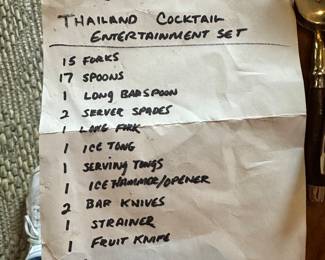 THAILAND COCKTAIL
ENTERTAINMENT SET
15 FORKS
17 SPOONS
1 LONG BARSPOON
2 SERVER SPADES
1 LONG FORK
1 ICE TONG
1 SERVING TONGS
1 ICE HAMMER/OPENER
2 BAR KNIVES
1 STRAINER
1 FRUIT KNIFE